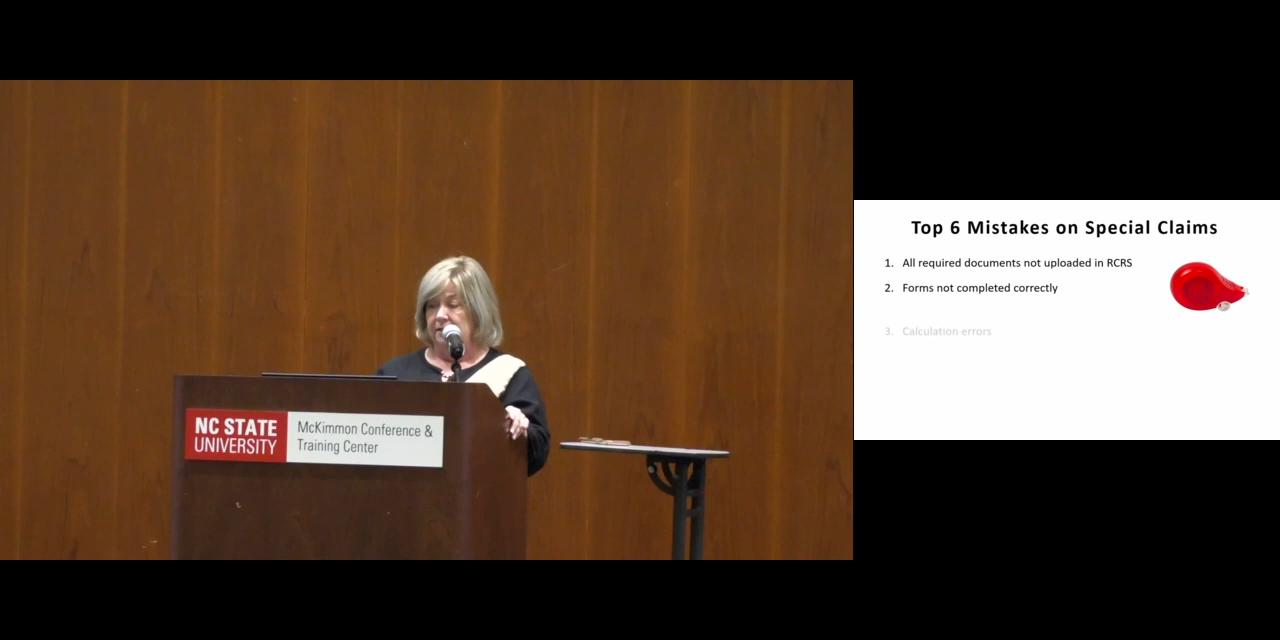 NC STATE
UNIVERSITY
McKimmon Conference &
Training Center
Top 6 Mistakes on Special Claims
1. All required documents not uploaded in RCRS
2. Forms not completed correctly
3. Calculation errors